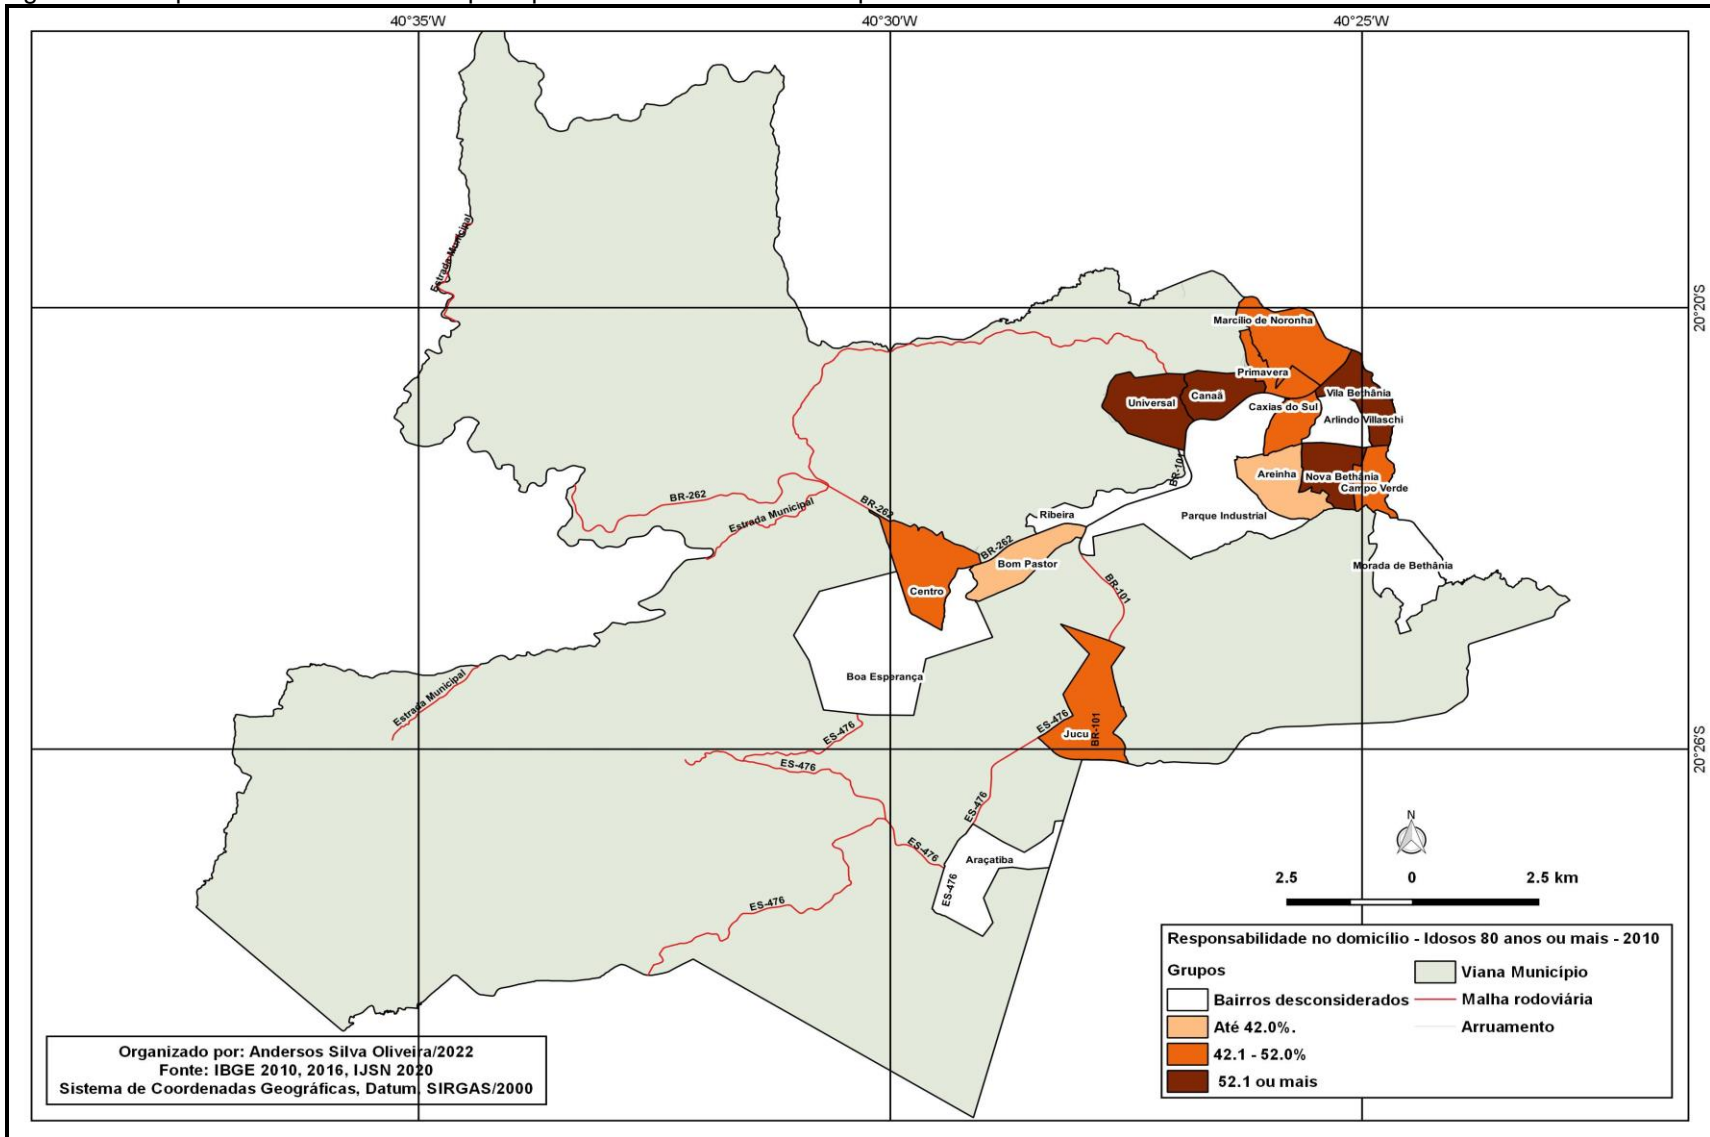 40°35'W
40°30'W
40°25'W
20°20'S
20°26'S
Estrada Municipal
Marcílio de Noronha
Primavera
Vila Bethânia
Universal
Canaã
Caxias do Sul
Arlindo Villaschi
BR-101
Areinha
Nova Bethânia
Campo Verde
BR-262
Estrada Municipal
BR-262
Ribeira
Parque Industrial
BR-262
Bom Pastor
Morada de Bethânia
Centro
BR-101
Boa Esperança
Estrada Municipal
ES-476
ES-476
Jucu
BR-101
ES-476
ES-476
ES-476
Araçatiba
ES-476
ES-476
N
2.5 0 2.5 km
Responsabilidade no domicílio - Idosos 80 anos ou mais - 2010
Grupos
Bairros desconsiderados
Até 42.0%.
42.1 - 52.0%
52.1 ou mais
Viana Município
Malha rodoviária
Arruamento
Organizado por: Andersos Silva Oliveira/2022
Fonte: IBGE 2010, 2016, IJSN 2020
Sistema de Coordenadas Geográficas, Datum, SIRGAS/2000